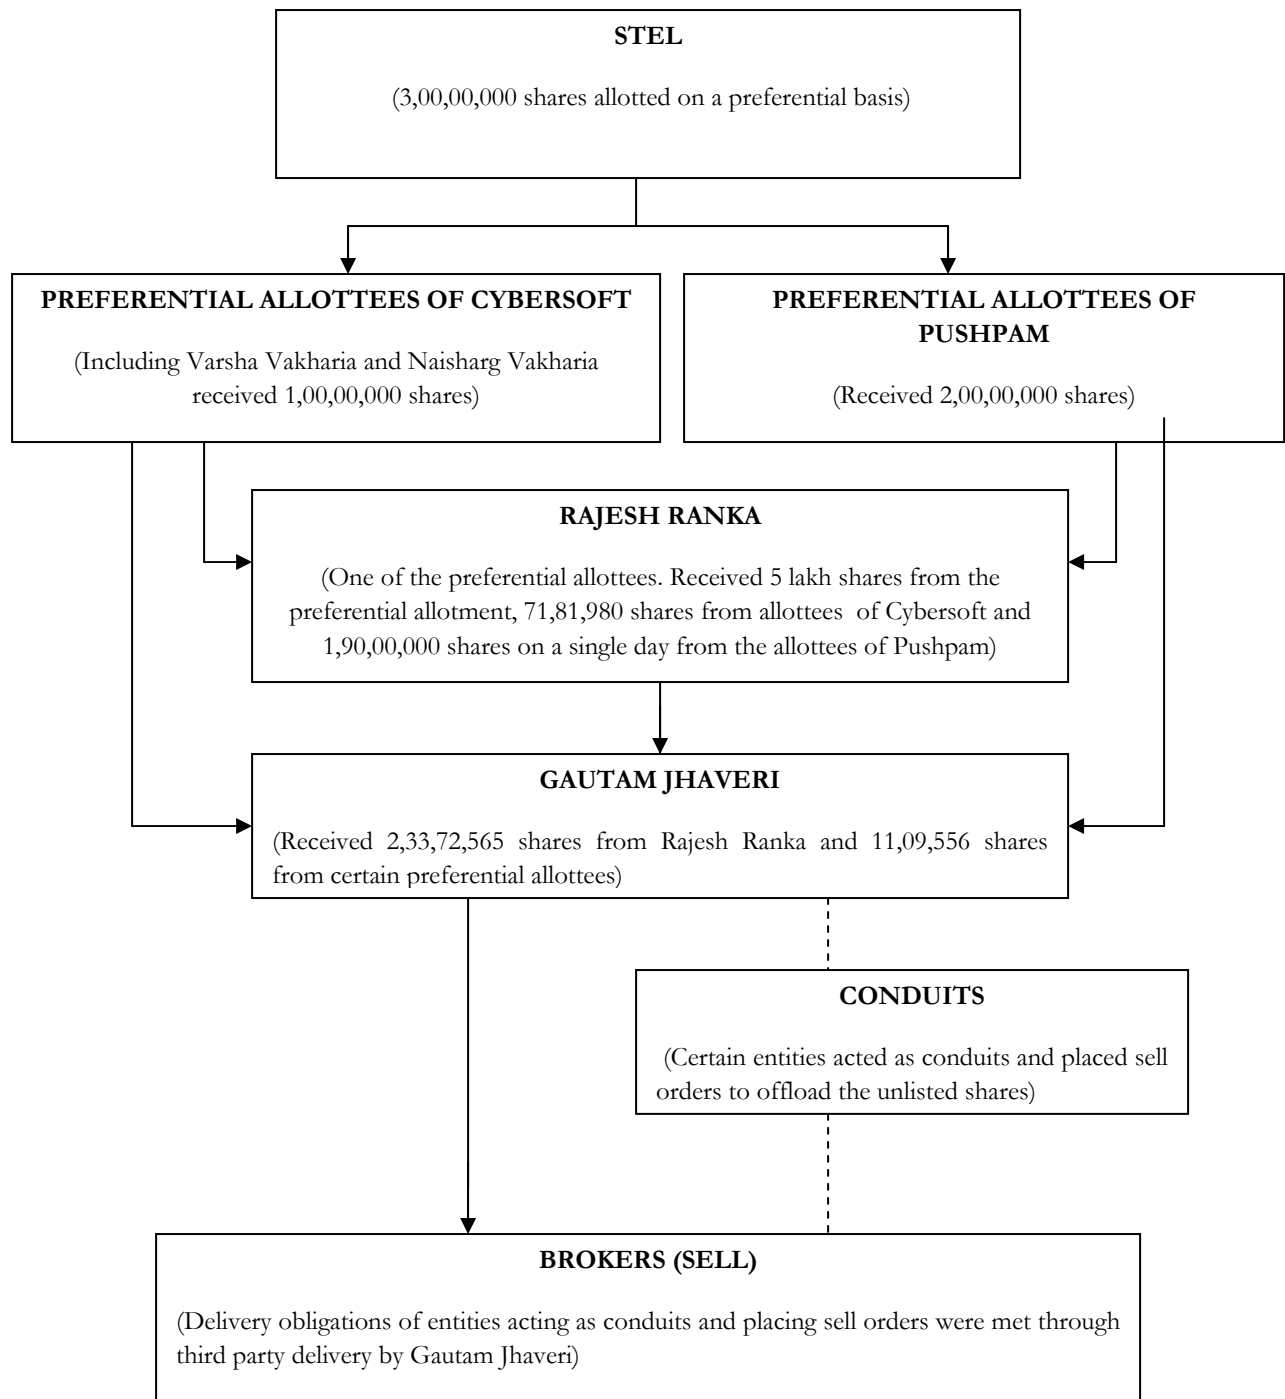 STEL
(3,00,00,000 shares allotted on a preferential basis)
PREFERENTIAL ALLOTTEES OF CYBERSOFT
(Including Varsha Vakharia and Naisharg Vakharia
received 1,00,00,000 shares)
PREFERENTIAL ALLOTTEES OF
PUSHPAM
(Received 2,00,00,000 shares)
RAJESH RANKA
(One of the preferential allottees. Received 5 lakh shares from the
preferential allotment, 71,81,980 shares from allottees of Cybersoft and
1,90,00,000 shares on a single day from the allottees of Pushpam)
GAUTAM JHAVERI
(Received 2,33,72,565 shares from Rajesh Ranka and 11,09,556 shares
from certain preferential allottees)
CONDUITS
(Certain entities acted as conduits and placed sell
orders to offload the unlisted shares)
BROKERS (SELL)
(Delivery obligations of entities acting as conduits and placing sell orders were met through
third party delivery by Gautam Jhaveri)